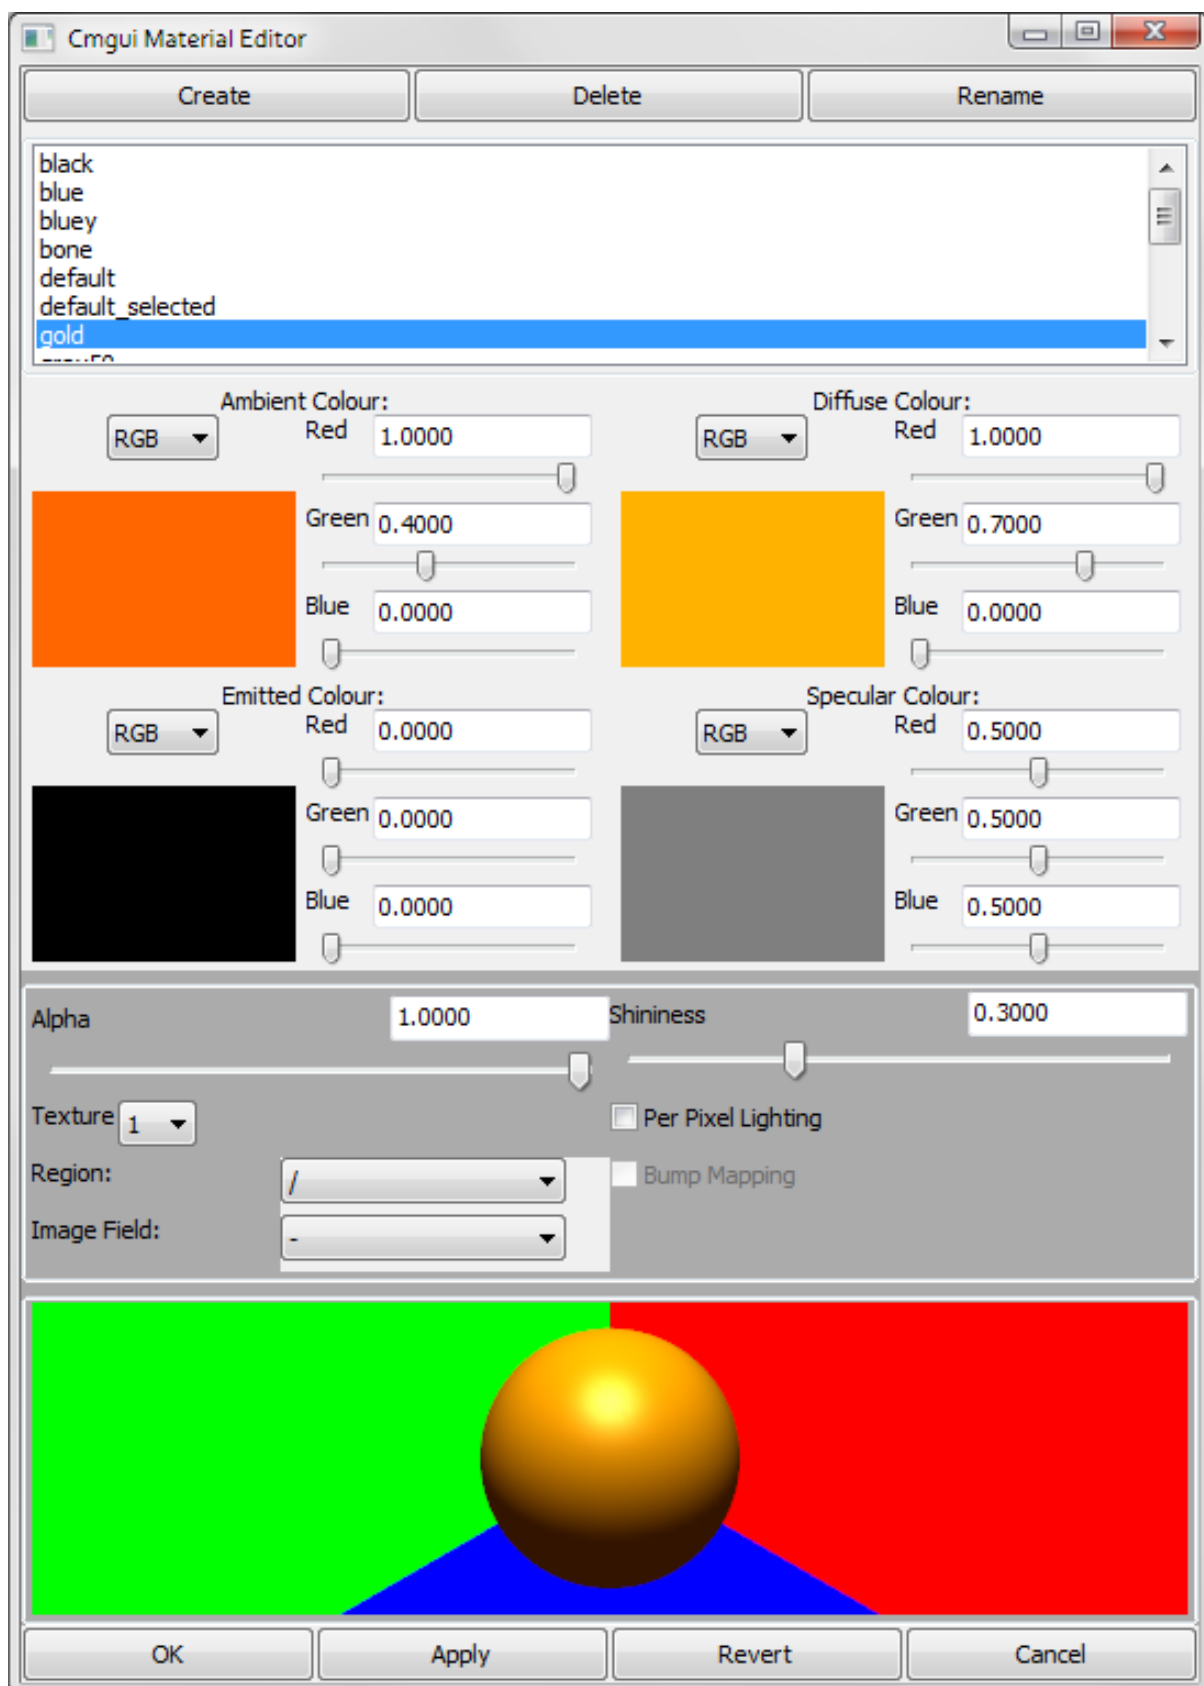 Cmgui Material Editor
Create Delete Rename
black
blue
bluey
bone
default
default_selected
gold
Ambient Colour: Diffuse Colour:
RGB Red 1.0000 RGB Red 1.0000
Green 0.4000 Green 0.7000
Blue 0.0000 Blue 0.0000
Emitted Colour: Specular Colour:
RGB Red 0.0000 RGB Red 0.5000
Green 0.0000 Green 0.5000
Blue 0.0000 Blue 0.5000
Alpha 1.0000 Shininess 0.3000
Texture 1 Per Pixel Lighting
Region: / Bump Mapping
Image Field: -
OK Apply Revert Cancel